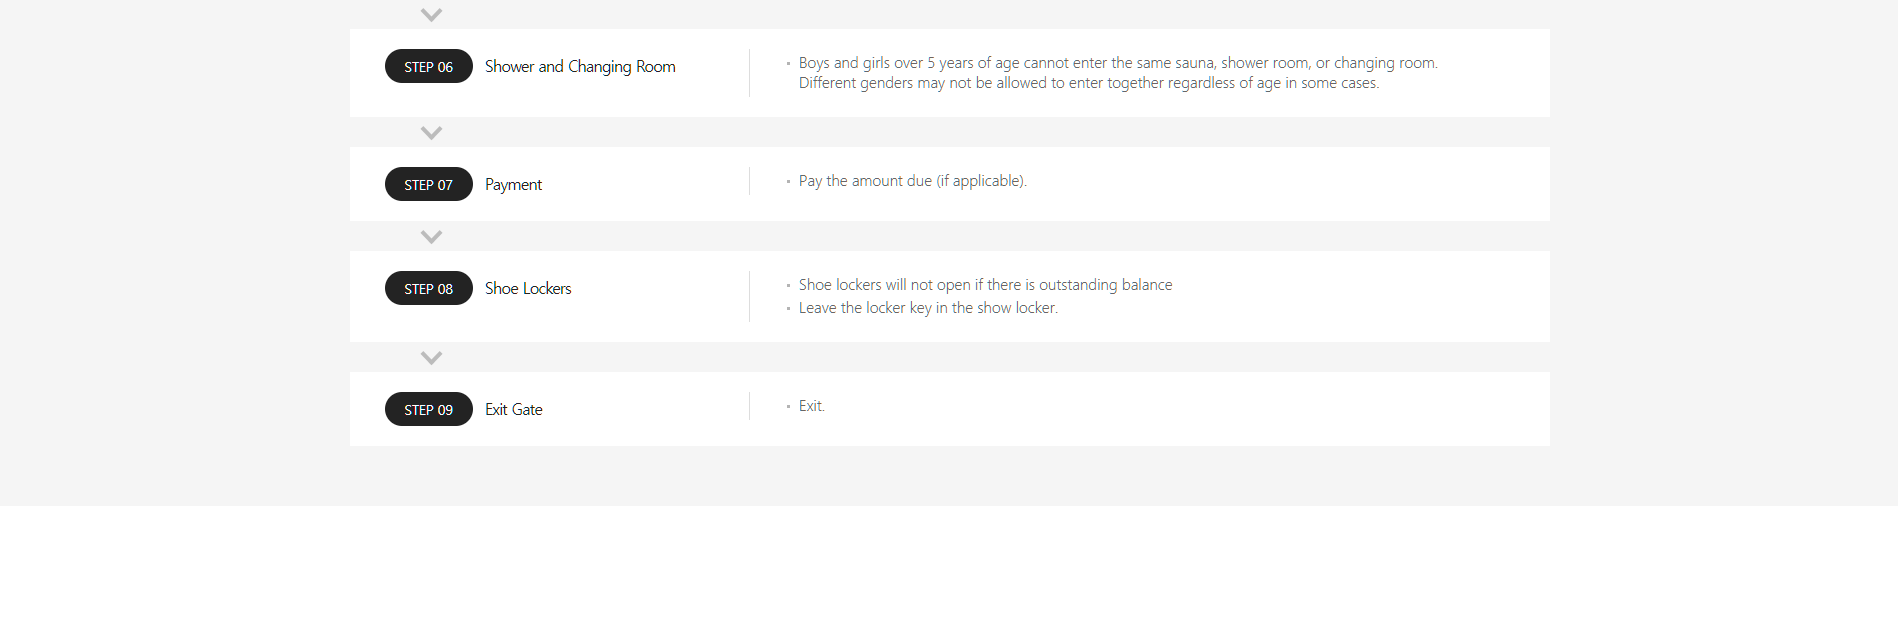 STEP 06 Shower and Changing Room
Boys and girls over 5 years of age cannot enter the same sauna, shower room, or changing room.
Different genders may not be allowed to enter together regardless of age in some cases.
STEP 07 Payment
Pay the amount due (if applicable).
STEP 08 Shoe Lockers
Shoe lockers will not open if there is outstanding balance
Leave the locker key in the show locker.
STEP 09 Exit Gate
Exit.